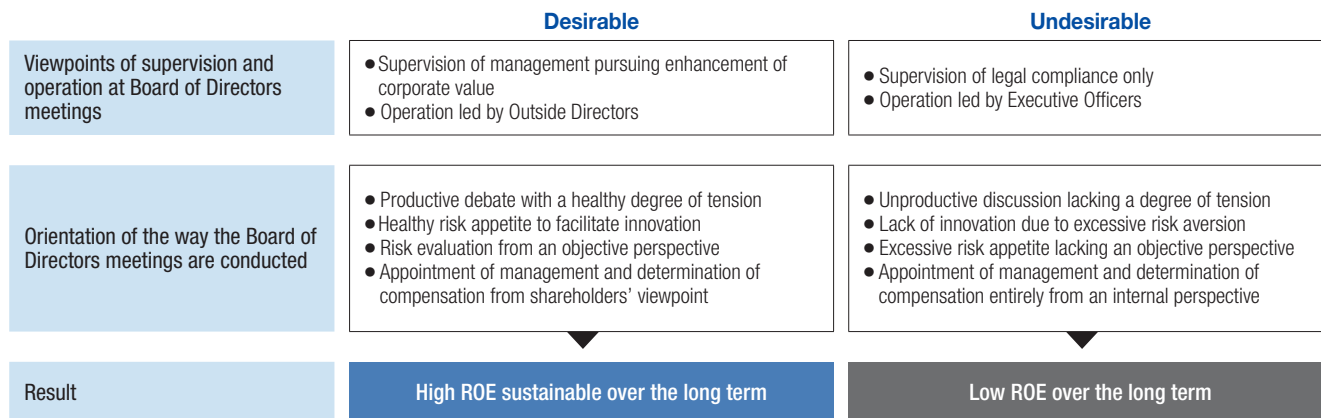 Desirable
Undesirable
Viewpoints of supervision and
operation at Board of Directors
meetings
● Supervision of management pursuing enhancement of
corporate value
● Operation led by Outside Directors
● Supervision of legal compliance only
● Operation led by Executive Officers
Orientation of the way the Board of
Directors meetings are conducted
● Productive debate with a healthy degree of tension
● Healthy risk appetite to facilitate innovation
● Risk evaluation from an objective perspective
● Appointment of management and determination of
compensation from shareholders’ viewpoint
● Unproductive discussion lacking a degree of tension
● Lack of innovation due to excessive risk aversion
● Excessive risk appetite lacking an objective perspective
● Appointment of management and determination of
compensation entirely from an internal perspective
Result
High ROE sustainable over the long term
Low ROE over the long term